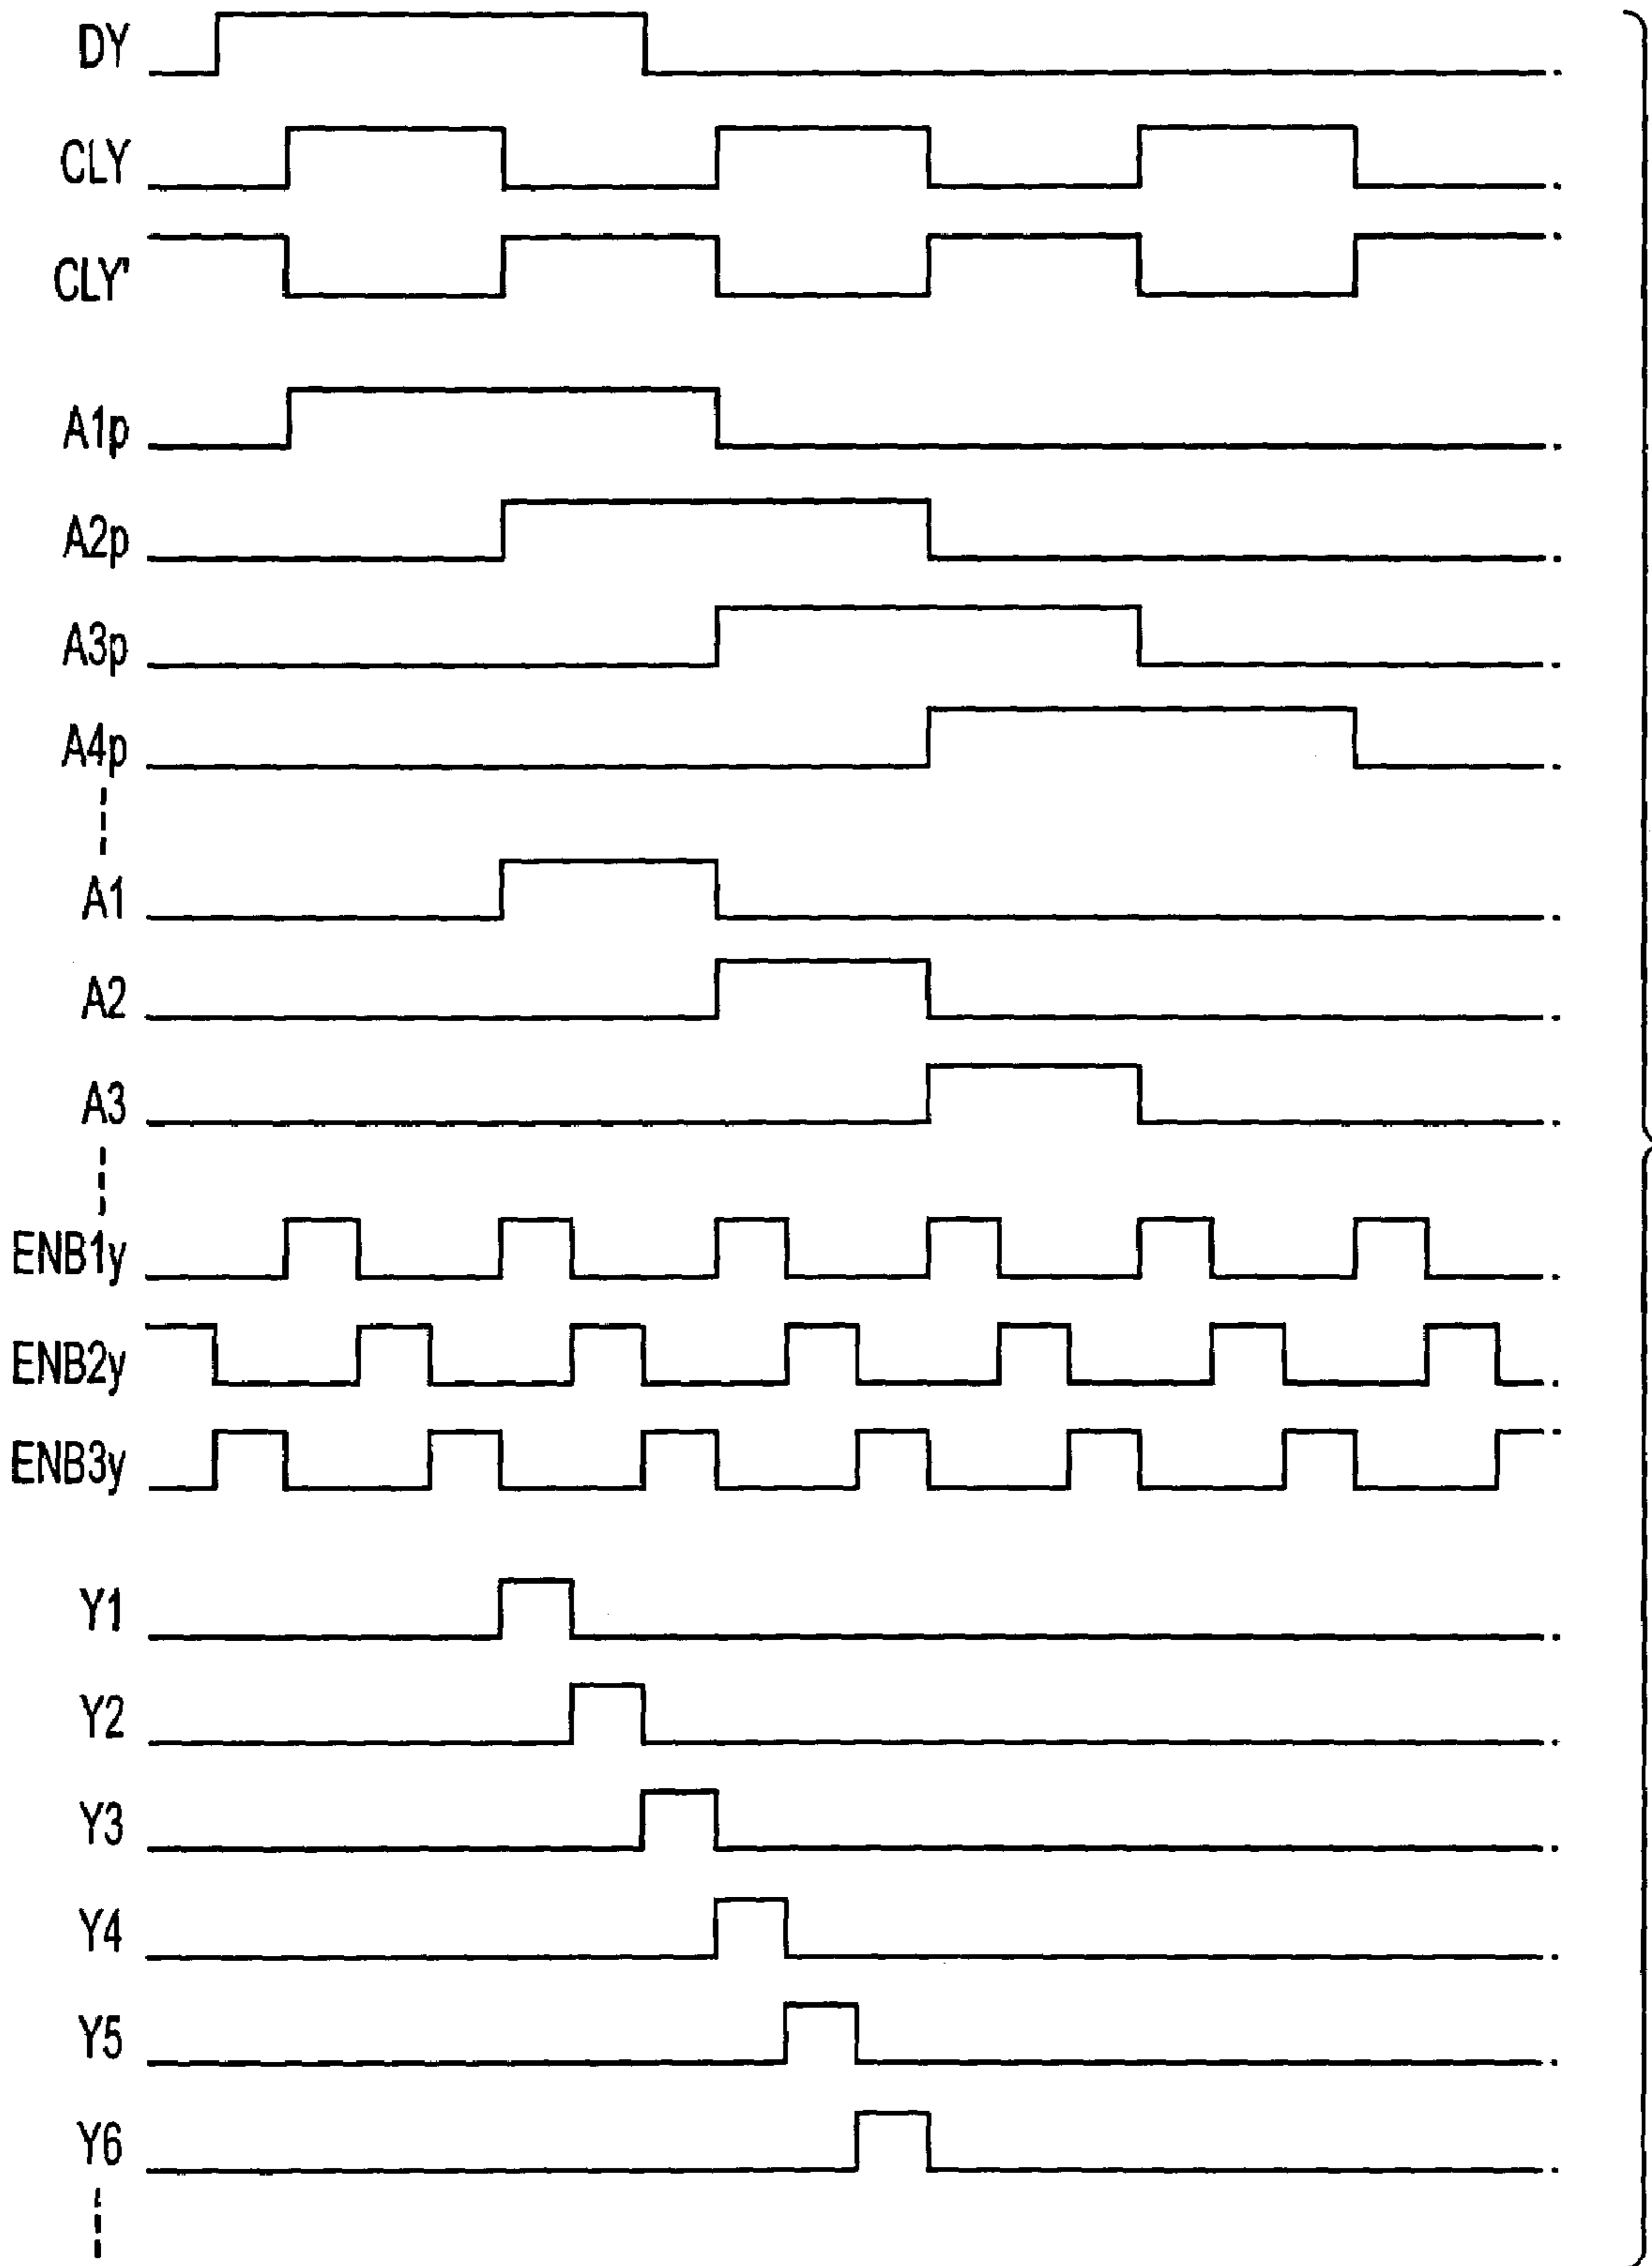 DY
CLY
CLY'
A1p
A2p
A3p
A4p
A1
A2
A3
ENB1y
ENB2y
ENB3y
Y1
Y2
Y3
Y4
Y5
Y6